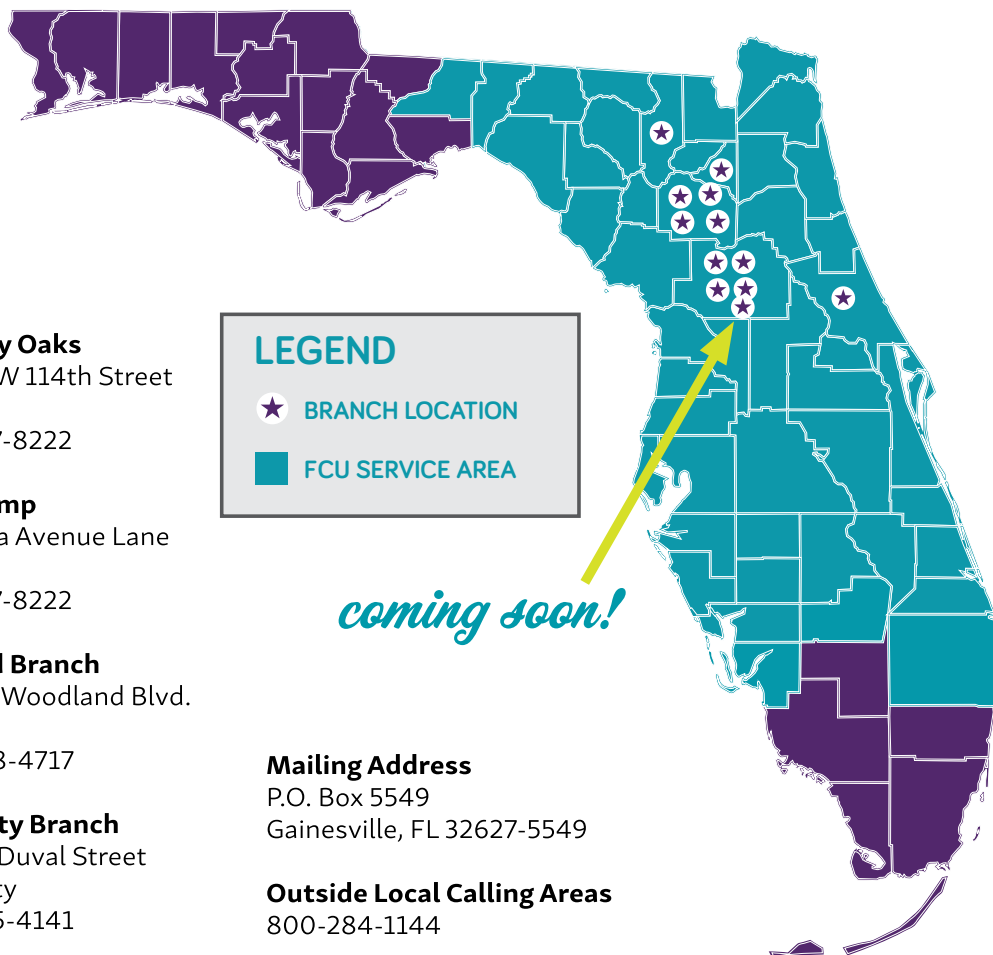 y Oaks
W 114th Street
7-8222
mp
a Avenue Lane
7-8222
d Branch
Woodland Blvd.
8-4717
ty Branch
Duval Street
ty
5-4141
LEGEND
BRANCH LOCATION
FCU SERVICE AREA
coming soon!
Mailing Address
P.O. Box 5549
Gainesville, FL 32627-5549
Outside Local Calling Areas
800-284-1144